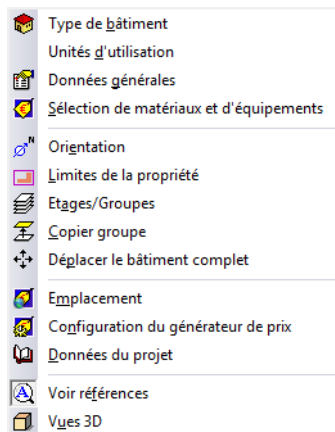 Type de bâtiment
Unités d'utilisation
Données générales
Sélection de matériaux et d'équipements
N
Orientation
Limites de la propriété
Etages/Groupes
Copier groupe
Déplacer le bâtiment complet
Emplacement
Configuration du générateur de prix
Données du projet
A
Voir références
Vues 3D